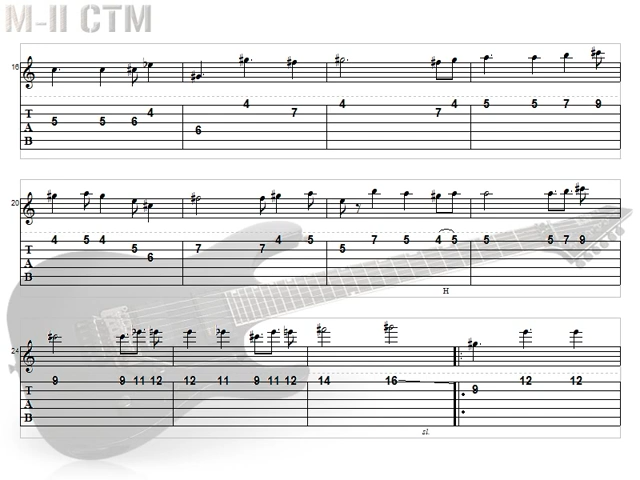 M-II CTM
16
T 4 4 7 4 7 4 5 5 7 9
A 5 5 6 6
B
20
T 4 5 4 5 6 7 7 4 5 5 7 5 4 5 5 5 7 9
A
B
H
24
T 9 9 11 12 12 11 9 11 12 14 16 9 12 12
A
B
sl.